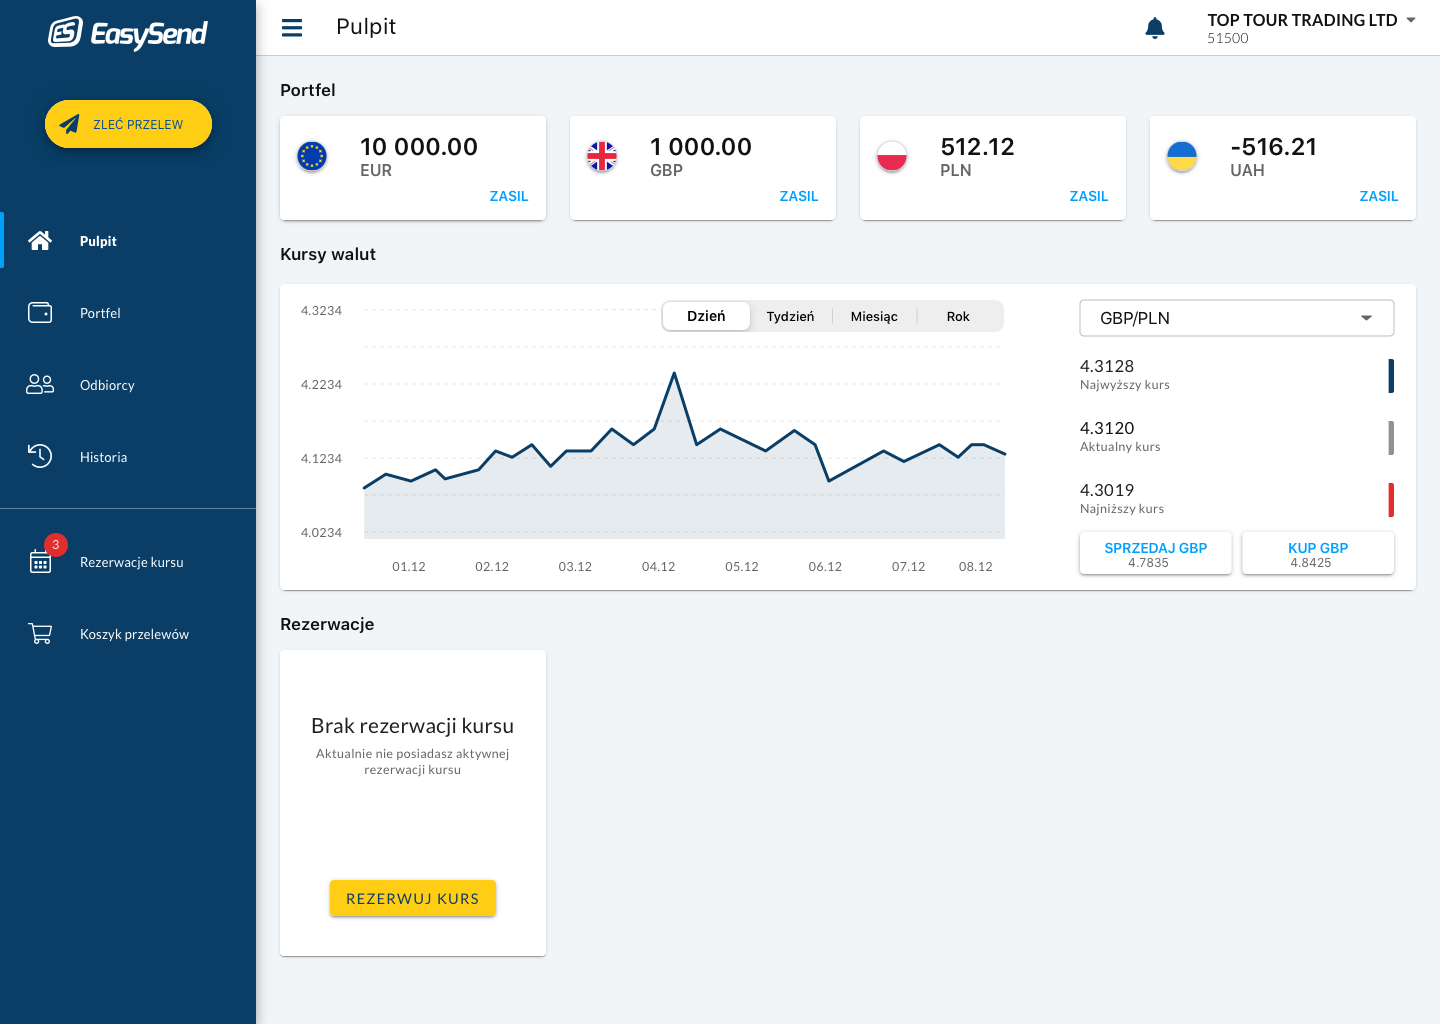 EasySend
ZLEĆ PRZELEW
Pulpit
Portfel
Odbiorcy
Historia
3
Rezerwacje kursu
Koszyk przelewów
Pulpit
TOP TOUR TRADING LTD
51500
Portfel
10 000.00
EUR
ZASIL
1 000.00
GBP
ZASIL
512.12
PLN
ZASIL
-516.21
UAH
ZASIL
Kursy walut
4.3234
4.2234
4.1234
4.0234
Dzień Tydzień Miesiąc Rok
01.12 02.12 03.12 04.12 05.12 06.12 07.12 08.12
GBP/PLN
4.3128
Najwyższy kurs
4.3120
Aktualny kurs
4.3019
Najniższy kurs
SPRZEDAJ GBP
4.7835
KUP GBP
4.8425
Rezerwacje
Brak rezerwacji kursu
Aktualnie nie posiadasz aktywnej
rezerwacji kursu
REZERWUJ KURS